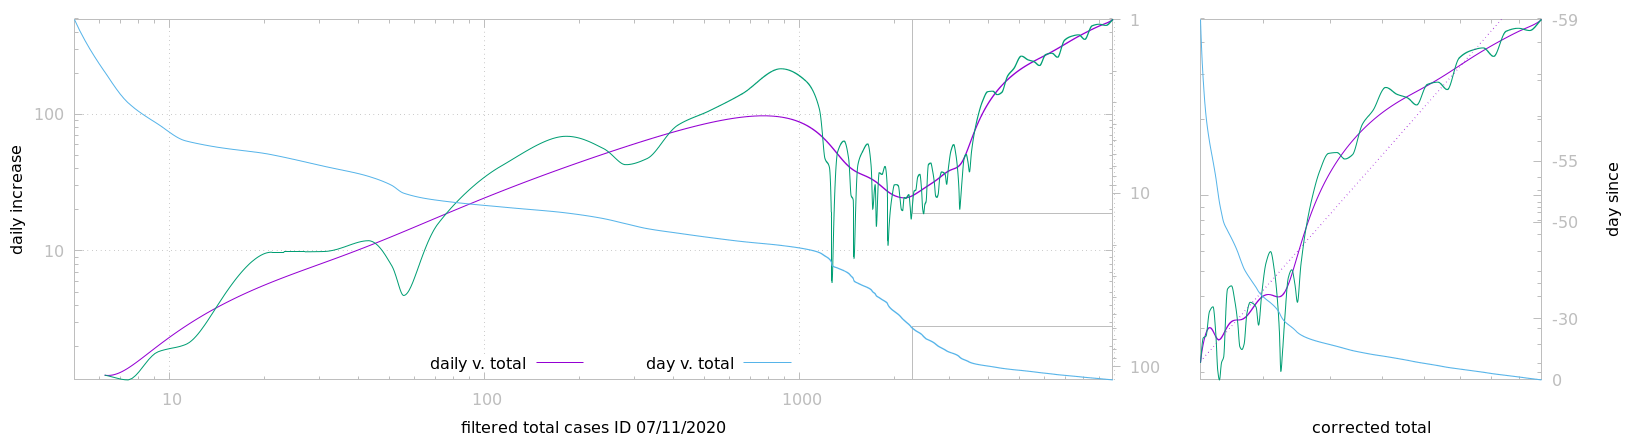 daily increase
100
10
10
100
1000
filtered total cases ID 07/11/2020
daily v. total
day v. total
1
10
100
-59
-55
-50
-30
0
day since
corrected total